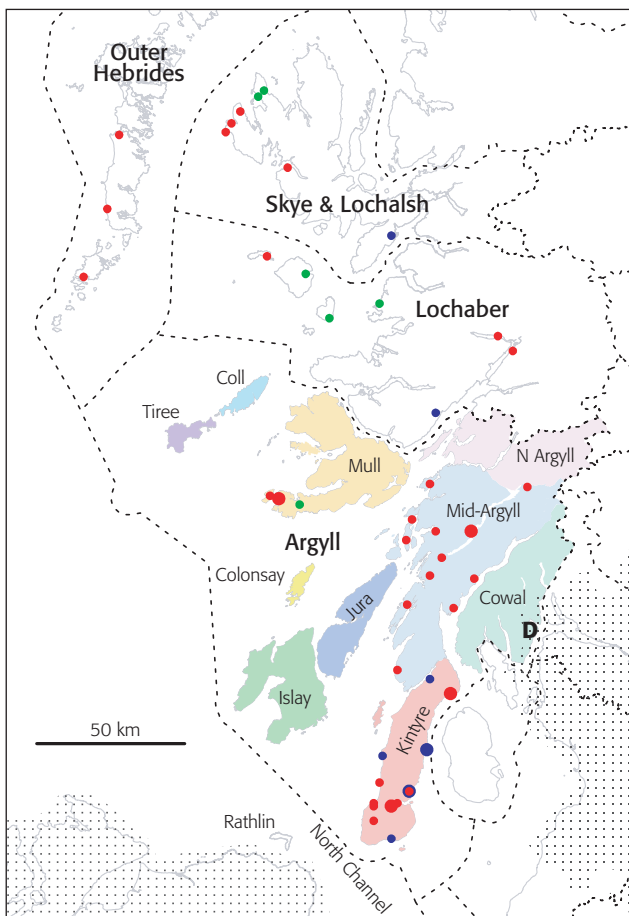 Outer
Hebrides
Skye & Lochalsh
Lochaber
Coll
Tiree
Mull
N Argyll
Mid-Argyll
Argyll
Colonsay
Jura
Cowal
D
Islay
50 km
Kintyre
Rathlin
North Channel